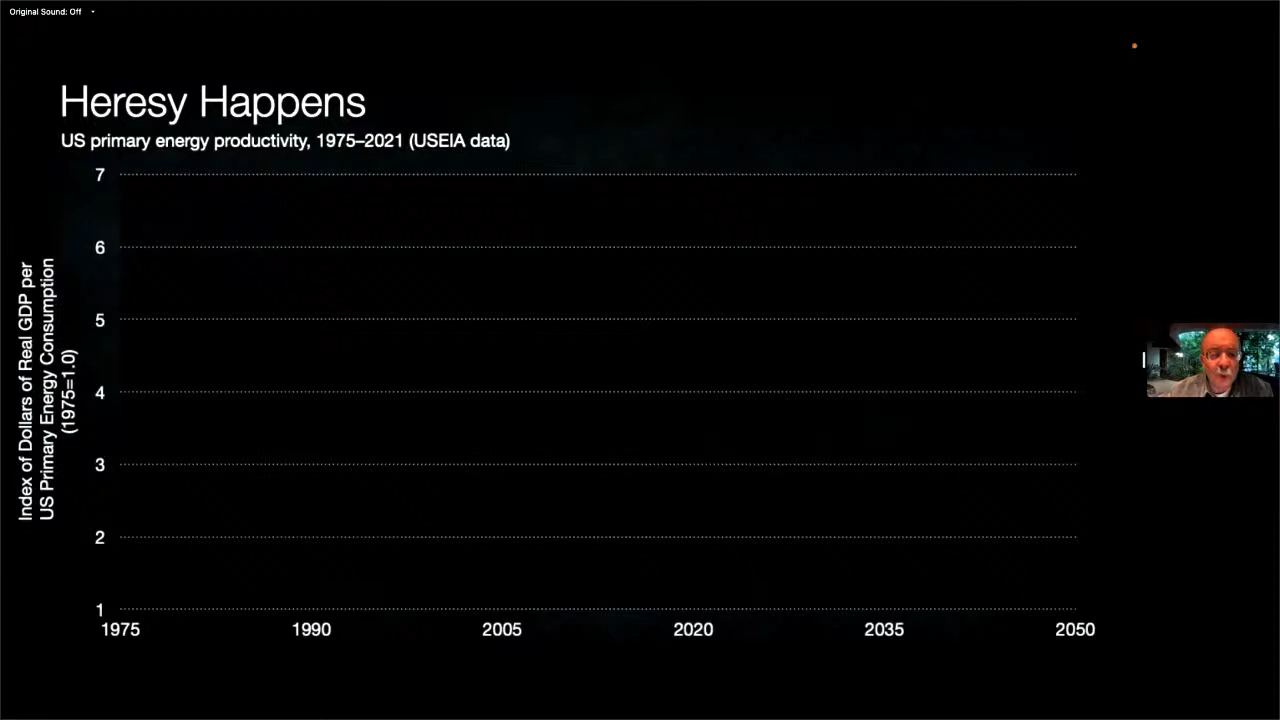 Original Sound: Off
Heresy Happens
US primary energy productivity, 1975–2021 (USEIA data)
Index of Dollars of Real GDP per
US Primary Energy Consumption
(1975=1.0)
7
6
5
4
3
2
1
1975 1990 2005 2020 2035 2050